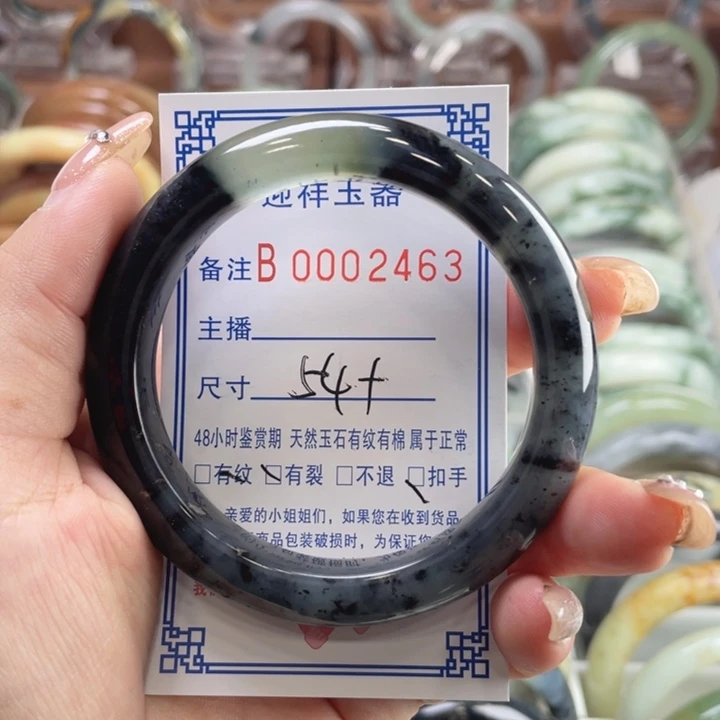 迎祥玉器
备注B 0002463
主播
尺寸 54+
48小时鉴赏期 天然玉石有纹有棉 属于正常
□有纹 □有裂 □不退 □扣手
亲爱的小姐姐们，如果您在收到货品
商品包装破损时，为保证您